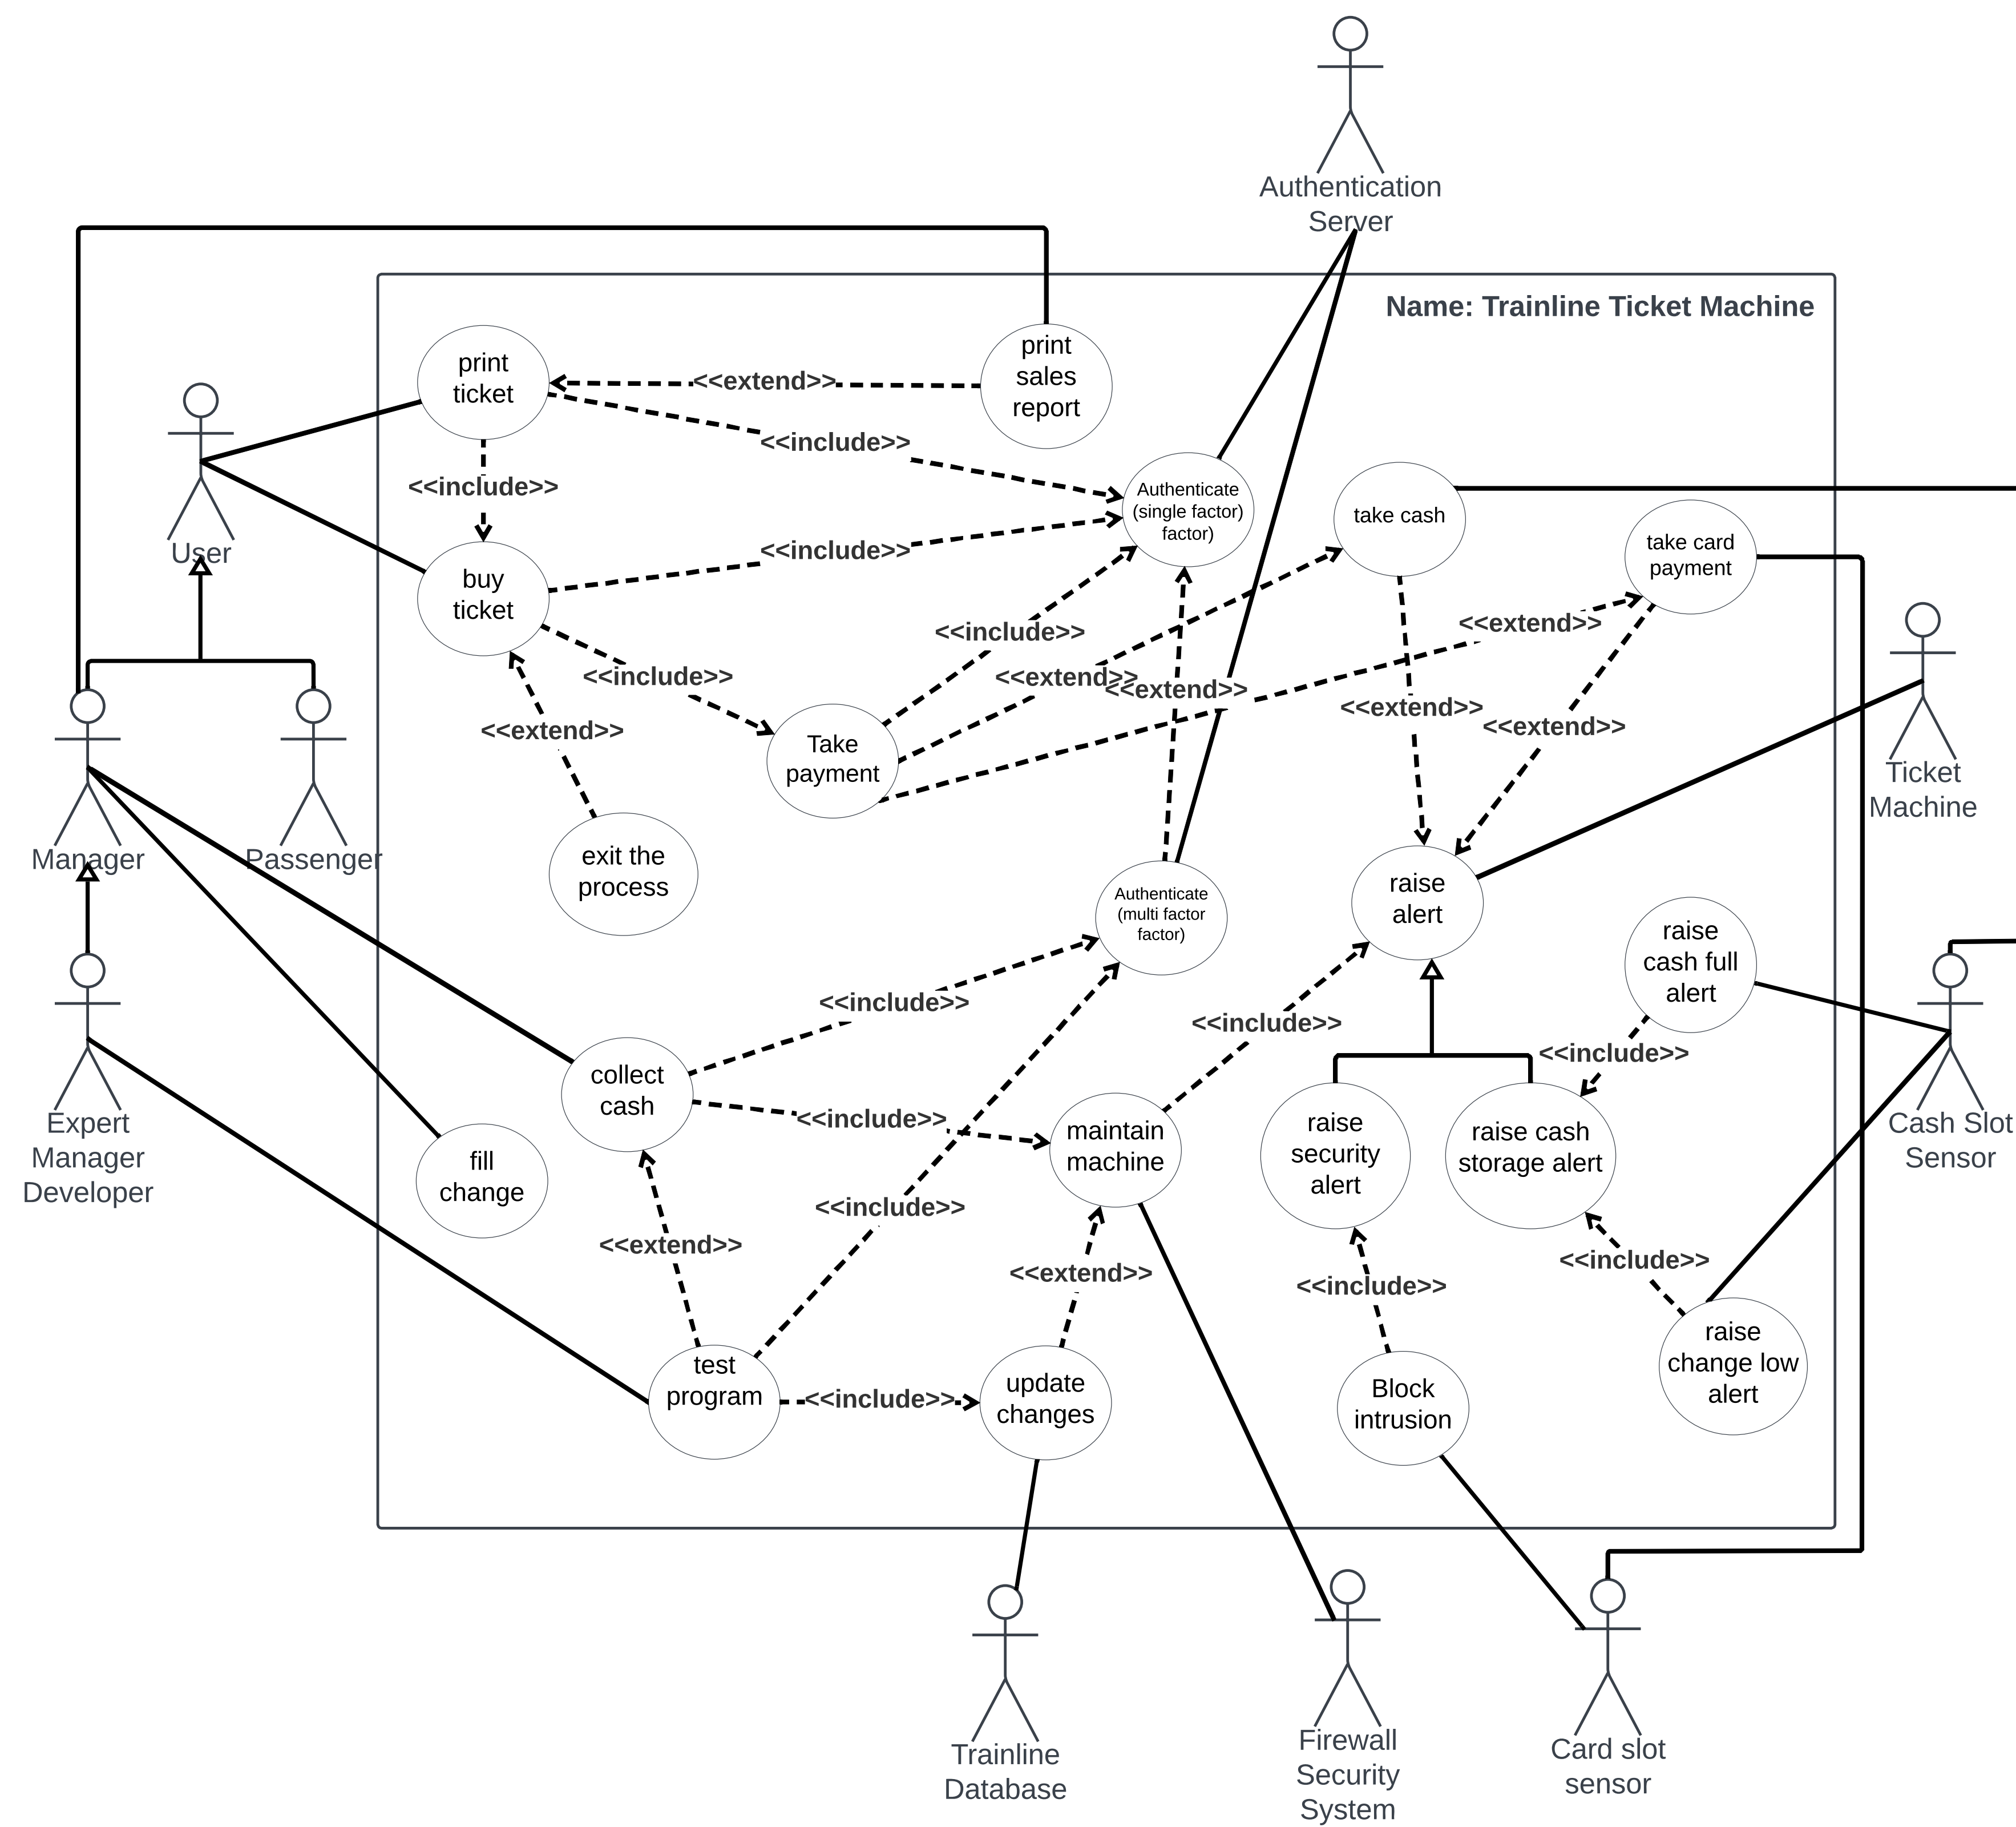 Authentication
Server
Name: Trainline Ticket Machine
print
ticket
<<extend>>
print
sales
report
<<include>>
<<include>>
Authenticate
(single factor)
factor)
take cash
take card
payment
User
buy
ticket
<<include>>
<<include>>
<<extend>>
<<include>>
<<extend>>
<<extend>>
<<extend>>
<<extend>>
<<extend>>
Take
payment
Ticket
Machine
Manager
Passenger
exit the
process
Authenticate
(multi factor
factor)
raise
alert
raise
cash full
alert
<<include>>
<<include>>
<<include>>
collect
cash
<<include>>
maintain
machine
raise
security
alert
raise cash
storage alert
Cash Slot
Sensor
Expert
Manager
Developer
fill
change
<<include>>
<<extend>>
<<extend>>
<<include>>
<<include>>
test
program
<<include>>
update
changes
Block
intrusion
raise
change low
alert
Trainline
Database
Firewall
Security
System
Card slot
sensor